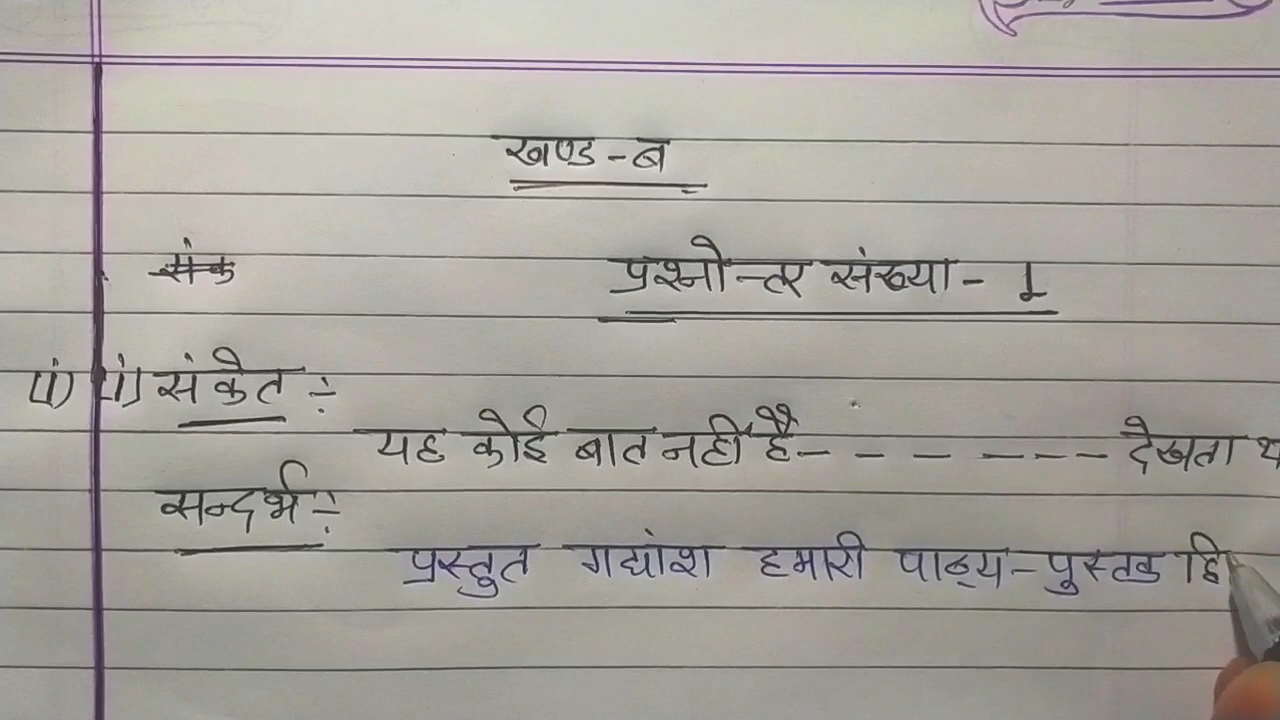 खण्ड-ब
संक
प्रश्नोत्तर संख्या - 1
(i) (i) संकेत ÷
यह कोई बात नहीं है- - - - - - - देखता थ
सन्दर्भ ÷
प्रस्तुत गद्यांश हमारी पाठ्य-पुस्तक हि